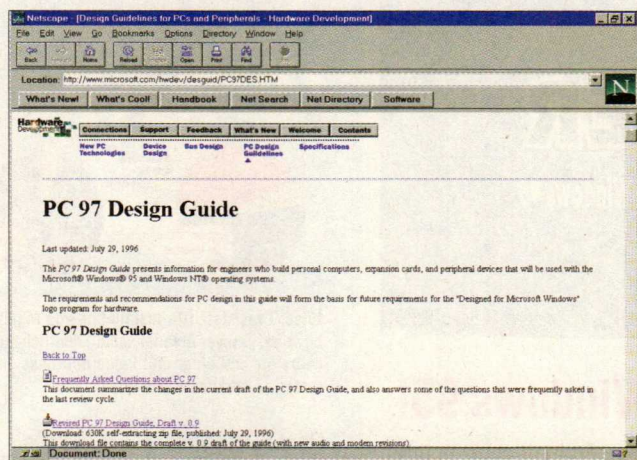 Netscape - [Design Guidelines for PCs and Peripherals - Hardware Development]
File Edit View Go Bookmarks Options Directory Window Help
Back Home Reload Open Print Find
Location: http://www.microsoft.com/hwdev/desguid/PC97DES.HTM
What's New! What's Cool! Handbook Net Search Net Directory Software
N
Hardware Development
Connections Support Feedback What's New Welcome Contents
New PC Technologies Device Design Bus Design PC Design Guildelines Specifications
PC 97 Design Guide
Last updated: July 29, 1996
The PC 97 Design Guide presents information for engineers who build personal computers, expansion cards, and peripheral devices that will be used with the
Microsoft® Windows® 95 and Windows NT® operating systems.
The requirements and recommendations for PC design in this guide will form the basis for future requirements for the "Designed for Microsoft Windows"
logo program for hardware.
PC 97 Design Guide
Back to Top
Frequently Asked Questions about PC 97
This document summarizes the changes in the current draft of the PC 97 Design Guide, and also answers some of the questions that were frequently asked in
the last review cycle.
Revised PC 97 Design Guide, Draft v. 0.9
(Download: 630K self-extracting zip file, published: July 29, 1996)
This download file contains the complete v. 0.9 draft of the guide (with new audio and modem revisions).
Document: Done